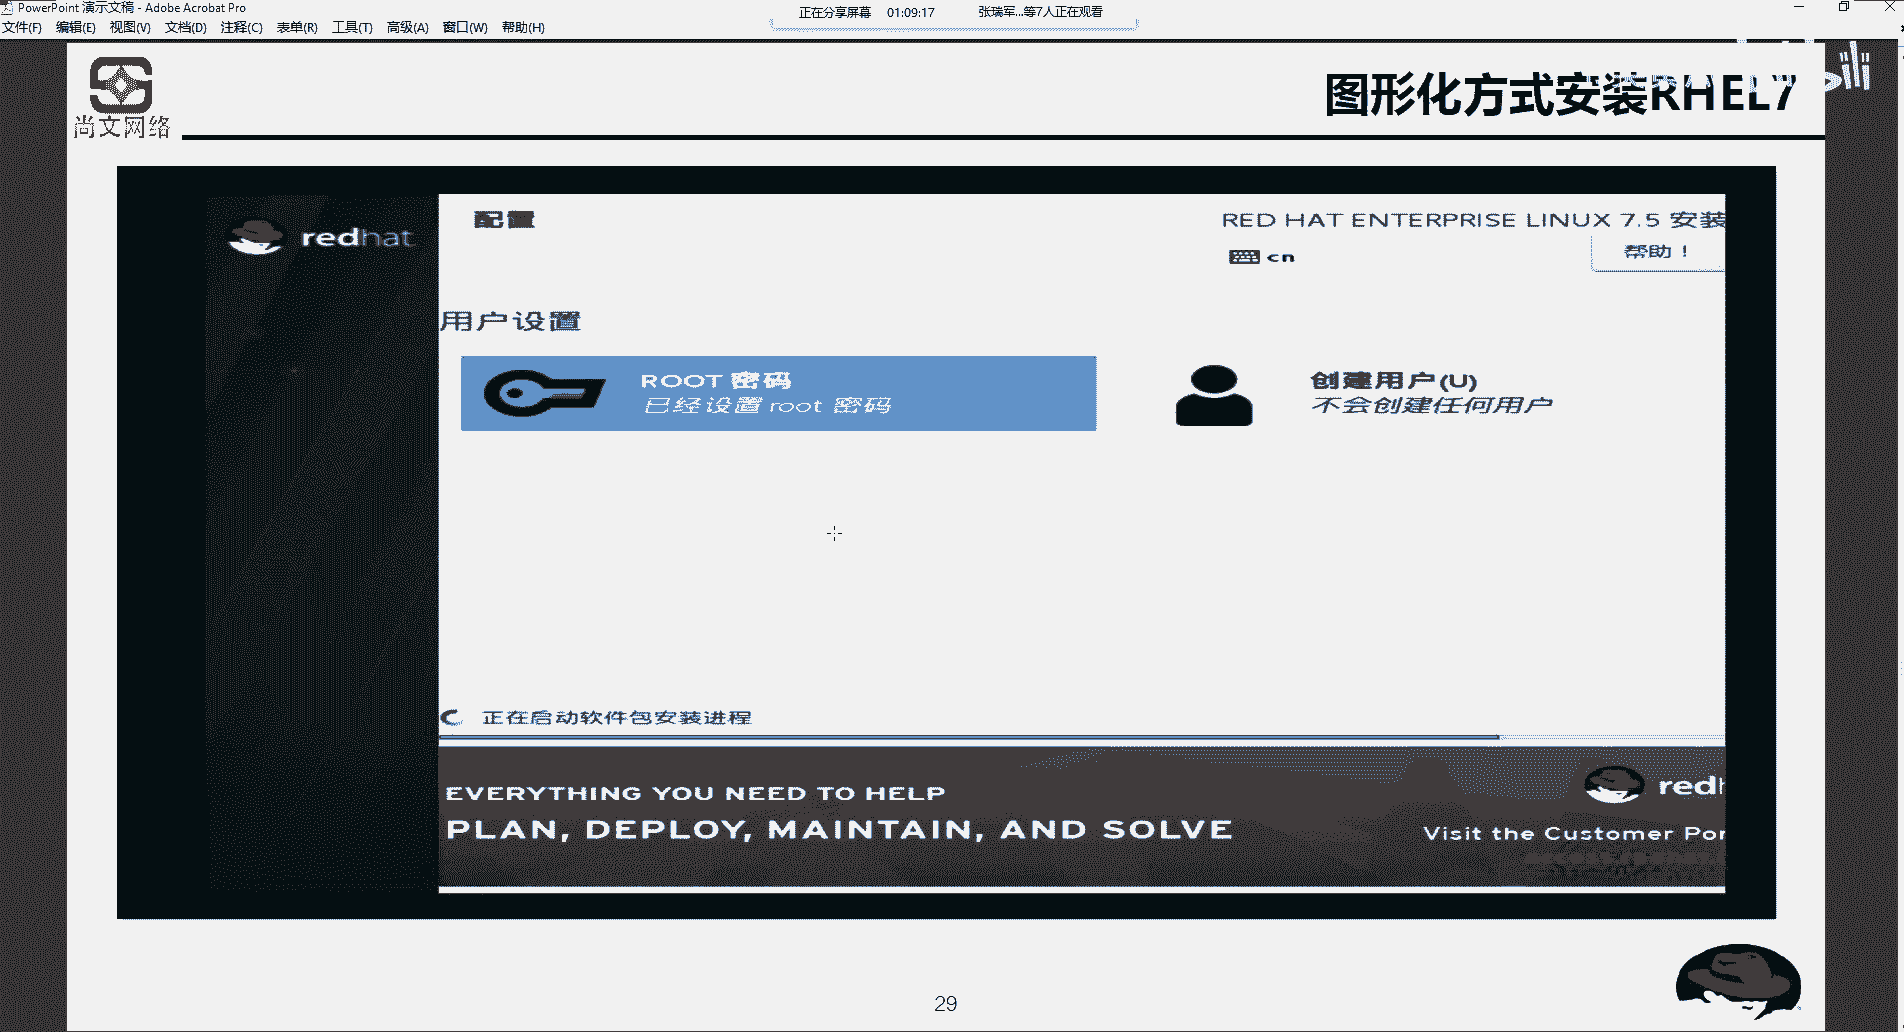 PowerPoint 演示文稿 - Adobe Acrobat Pro
正在分享屏幕 01:09:17 张瑞军...等7人正在观看
文件(F) 编辑(E) 视图(V) 文档(D) 注释(C) 表单(R) 工具(T) 高级(A) 窗口(W) 帮助(H)
尚文网络
图形化方式安装RHEL7
redhat
配置
RED HAT ENTERPRISE LINUX 7.5 安装
cn
帮助！
用户设置
ROOT 密码
已经设置 root 密码
创建用户(U)
不会创建任何用户
正在启动软件包安装进程
EVERYTHING YOU NEED TO HELP
PLAN, DEPLOY, MAINTAIN, AND SOLVE
red
Visit the Customer Por
29